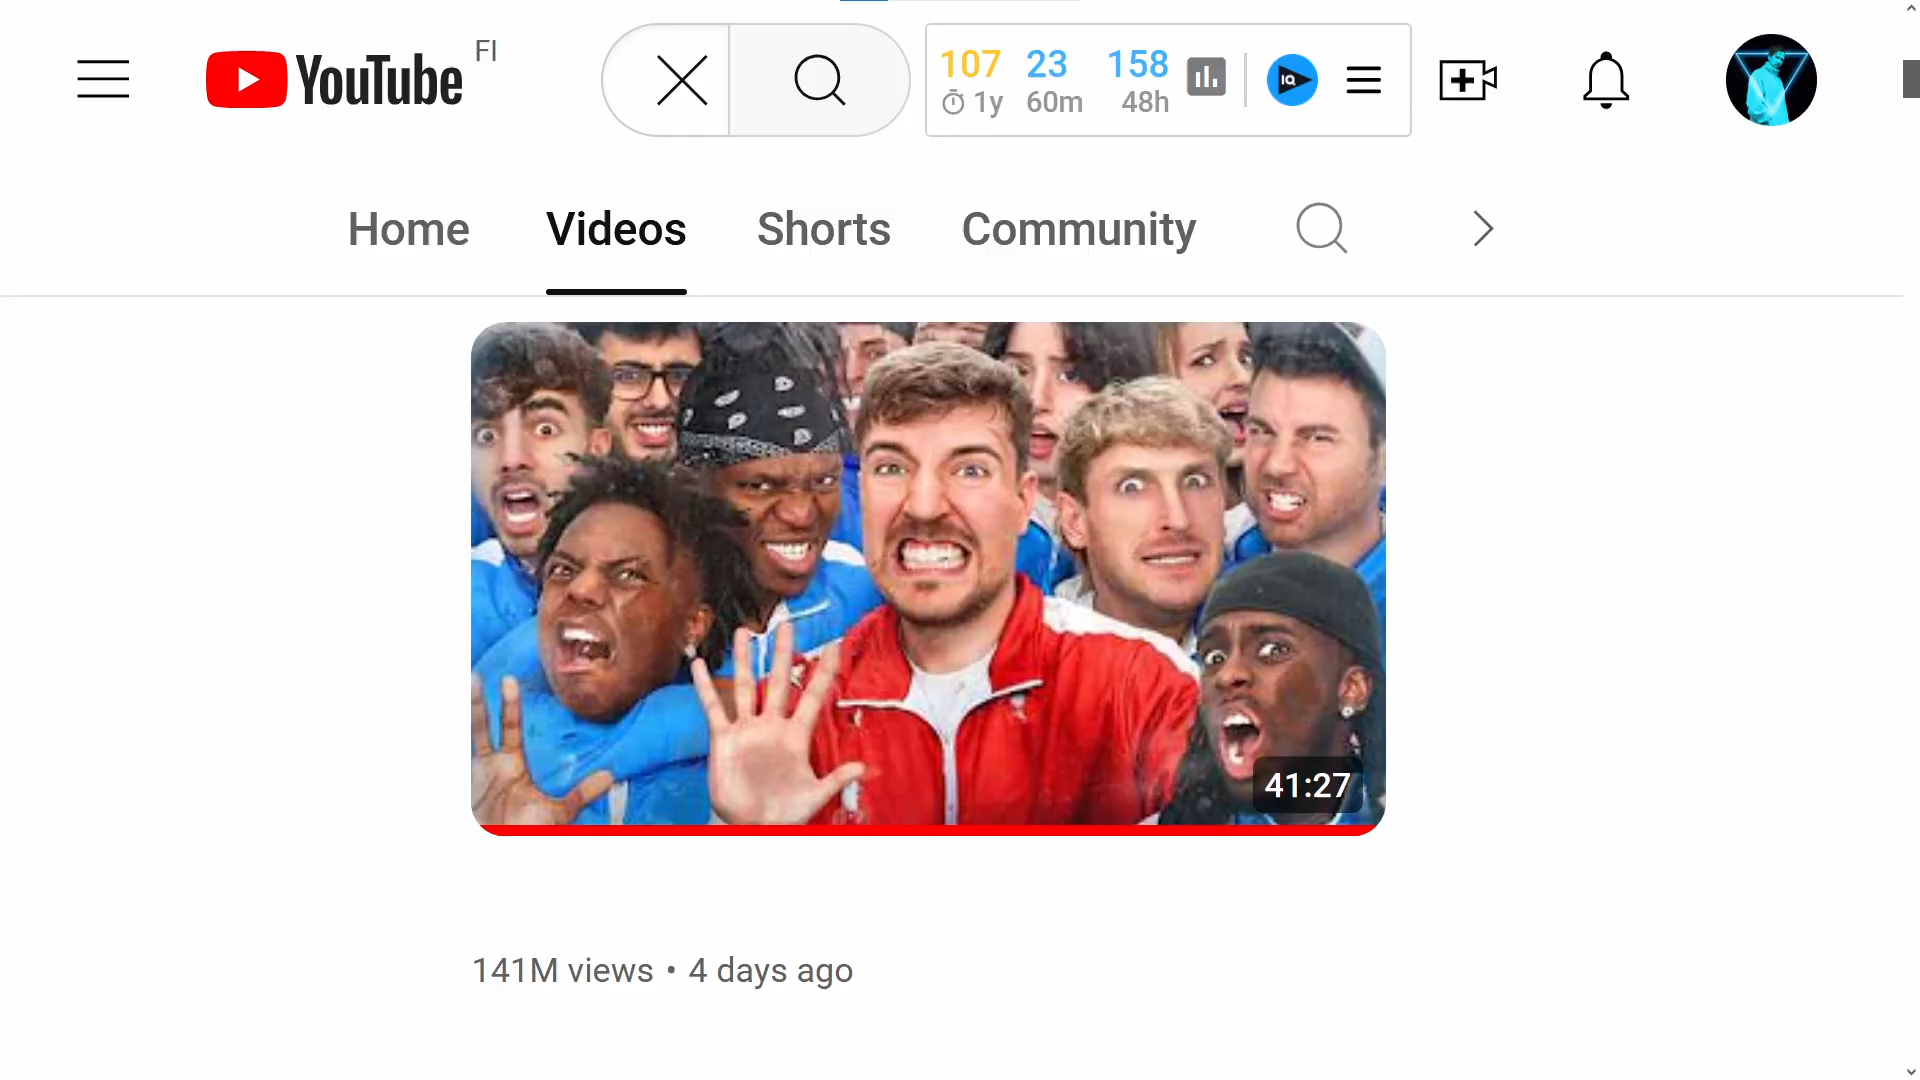 YouTube FI
107 23 158
1y 60m 48h
IQ
Home Videos Shorts Community
41:27
141M views • 4 days ago